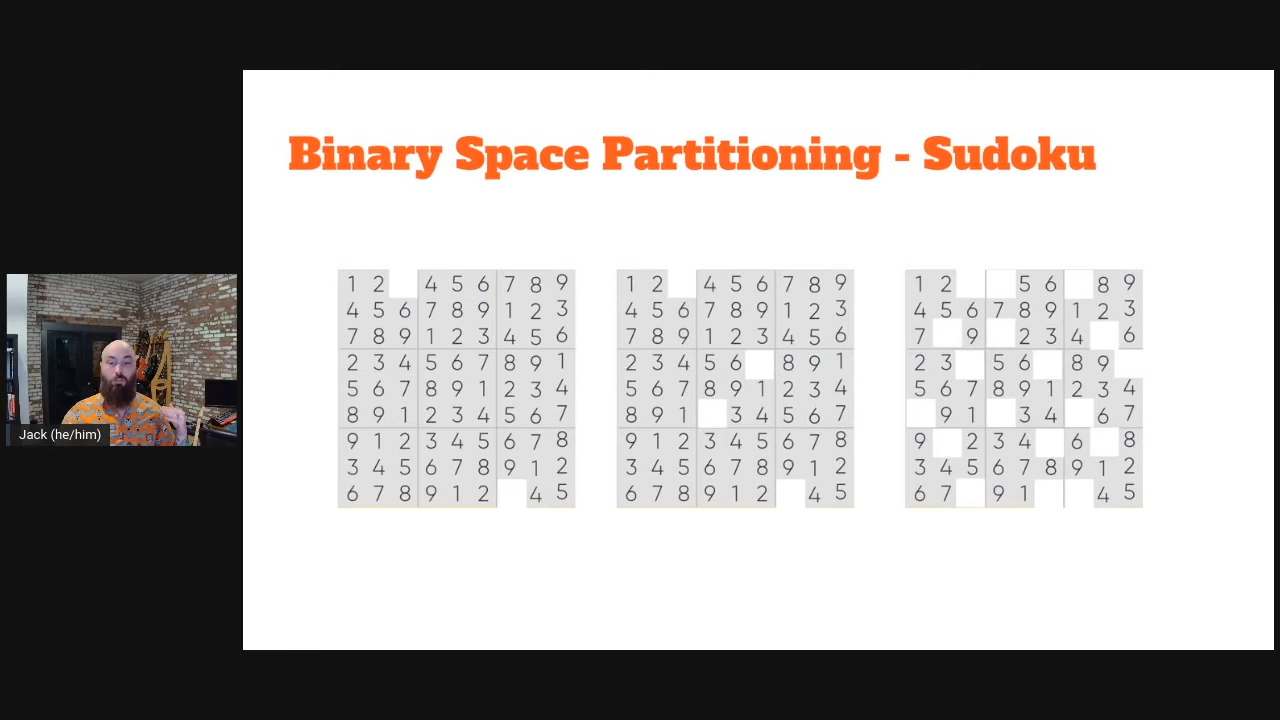 Binary Space Partitioning - Sudoku
1 2 4 5 6 7 8 9
4 5 6 7 8 9 1 2 3
7 8 9 1 2 3 4 5 6
2 3 4 5 6 7 8 9 1
5 6 7 8 9 1 2 3 4
8 9 1 2 3 4 5 6 7
9 1 2 3 4 5 6 7 8
3 4 5 6 7 8 9 1 2
6 7 8 9 1 2 4 5
1 2 4 5 6 7 8 9
4 5 6 7 8 9 1 2 3
7 8 9 1 2 3 4 5 6
2 3 4 5 6 8 9 1
5 6 7 8 9 1 2 3 4
8 9 1 3 4 5 6 7
9 1 2 3 4 5 6 7 8
3 4 5 6 7 8 9 1 2
6 7 8 9 1 2 4 5
1 2 5 6 8 9
4 5 6 7 8 9 1 2 3
7 9 2 3 4 6
2 3 5 6 8 9
5 6 7 8 9 1 2 3 4
9 1 3 4 6 7
9 2 3 4 6 8
3 4 5 6 7 8 9 1 2
6 7 9 1 4 5
Jack (he/him)